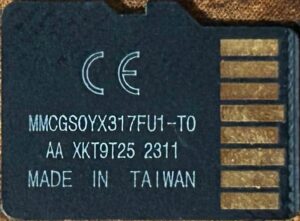 CE
MMCGS0YX317FU1-T0
AA XKT9T25 2311
MADE IN TAIWAN